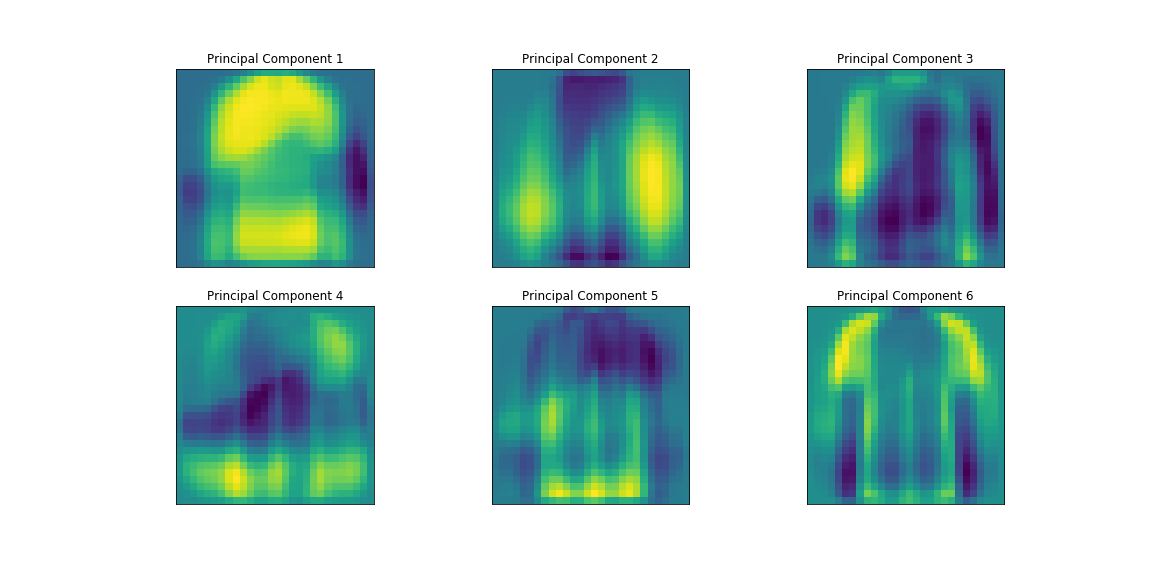 Principal Component 1
Principal Component 2
Principal Component 3
Principal Component 4
Principal Component 5
Principal Component 6